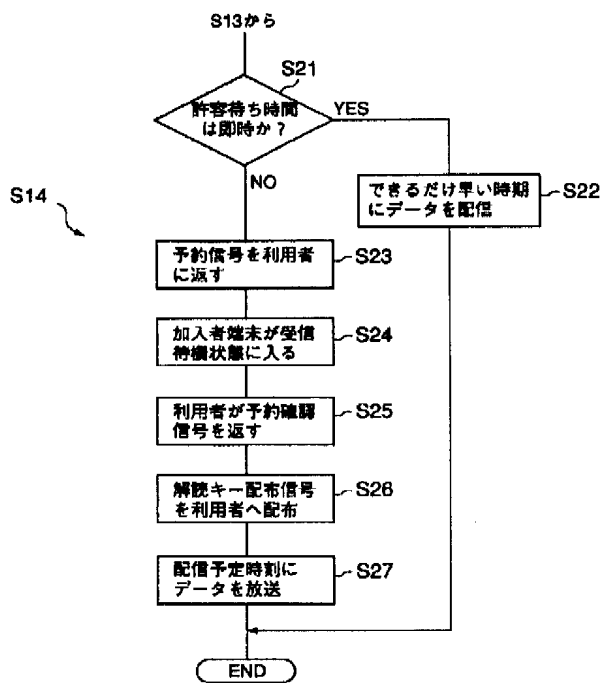 S13から
S21
許容待ち時間
は即時か？
YES
NO
S14
できるだけ早い時期
にデータを配信
S22
予約信号を利用者
に返す
S23
加入者端末が受信
待機状態に入る
S24
利用者が予約確認
信号を返す
S25
解読キー配布信号
を利用者へ配布
S26
配信予定時刻に
データを放送
S27
END